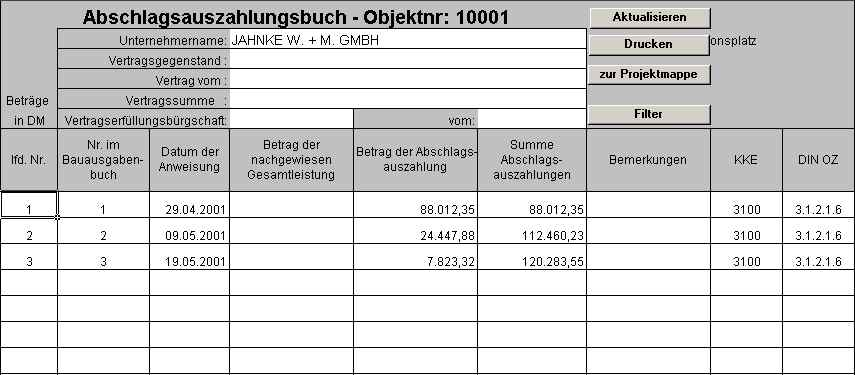 Abschlagsauszahlungsbuch - Objektnr: 10001
Aktualisieren
Unternehmername: JAHNKE W. + M. GMBH
Drucken
onsplatz
Vertragsgegenstand :
Vertrag vom :
zur Projektmappe
Beträge
in DM
Vertragssumme :
Vertragserfüllungsbürgschaft:
vom:
Filter
lfd. Nr.
Nr. im
Bauausgaben-
buch
Datum der
Anweisung
Betrag der
nachgewiesen
Gesamtleistung
Betrag der Abschlags-
auszahlung
Summe
Abschlags-
auszahlungen
Bemerkungen
KKE
DIN OZ
1 1 29.04.2001 88.012,35 88.012,35 3100 3.1.2.1.6
2 2 09.05.2001 24.447,88 112.460,23 3100 3.1.2.1.6
3 3 19.05.2001 7.823,32 120.283,55 3100 3.1.2.1.6